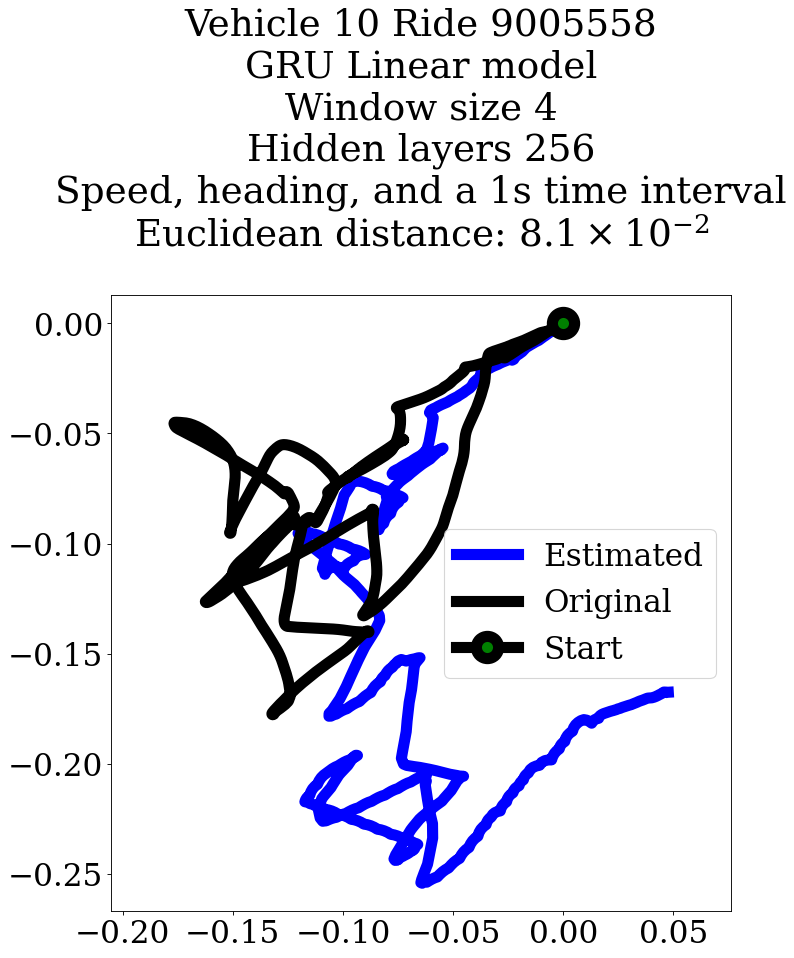 Vehicle 10 Ride 9005558
GRU Linear model
Window size 4
Hidden layers 256
Speed, heading, and a 1s time interval
Euclidean distance: 8.1 × 10⁻²
0.00
−0.05
−0.10
−0.15
−0.20
−0.25
Estimated
Original
Start
−0.20 −0.15 −0.10 −0.05 0.00 0.05